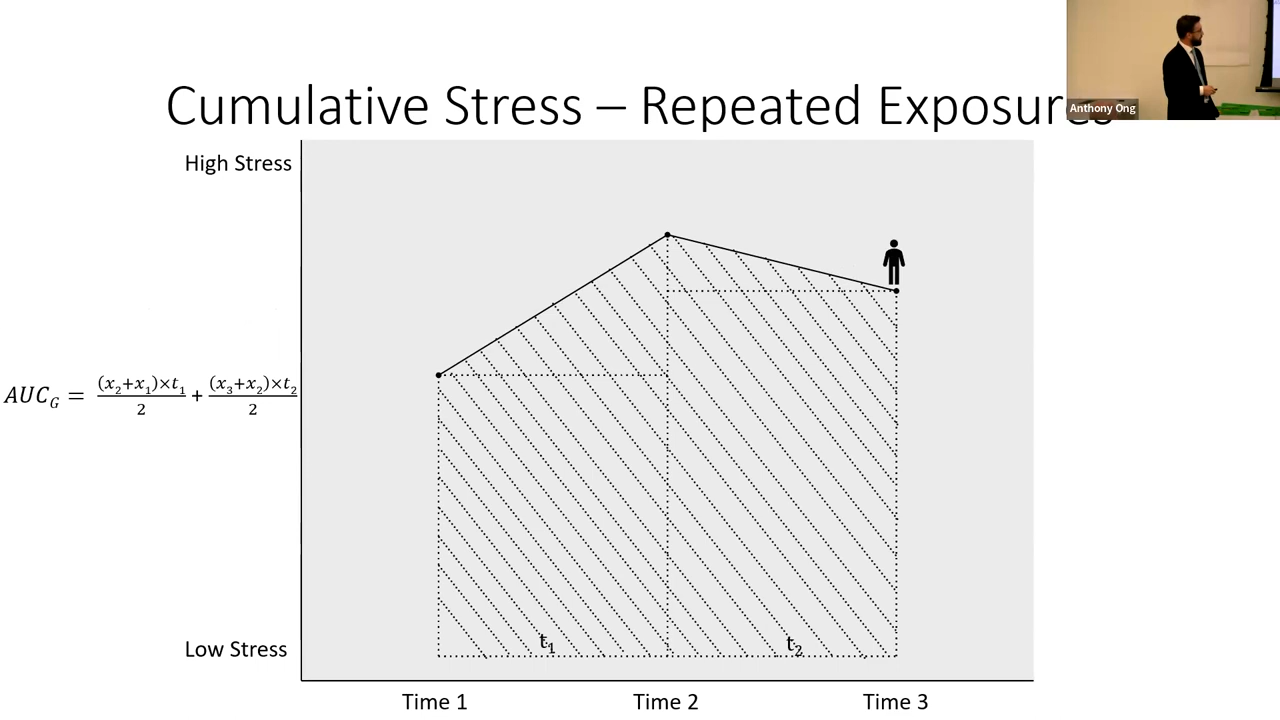 Cumulative Stress – Repeated Exposures
Anthony Ong
High Stress
AUC_G = (x₂+x₁)×t₁/2 + (x₃+x₂)×t₂/2
t₁
t₂
Low Stress
Time 1
Time 2
Time 3